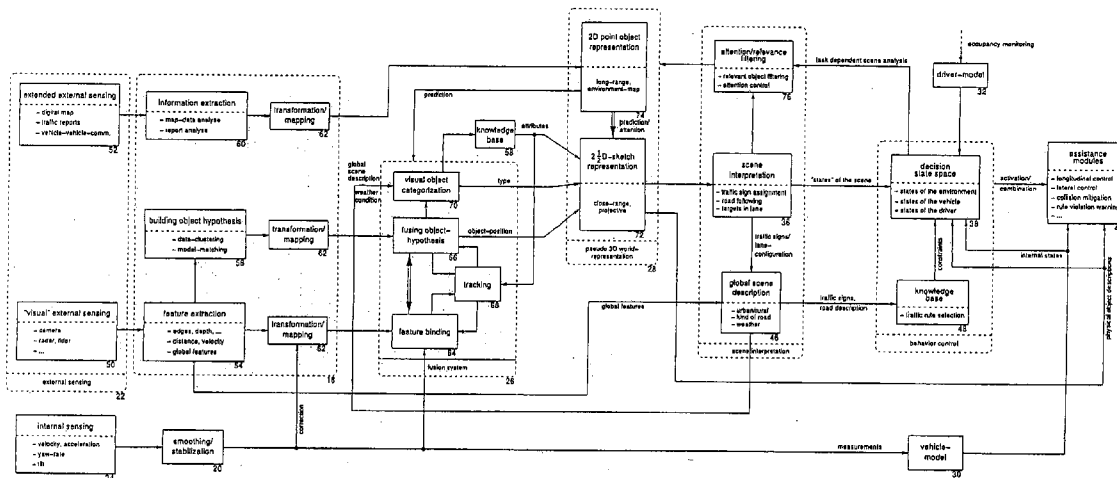 extended external sensing
– digital map
– traffic reports
– vehicle–vehicle–comm.
52
information extraction
– map–data analyse
– report analyse
60
transformation/
mapping
62
building object hypothesis
– data–clustering
– model–matching
56
transformation/
mapping
62
"visual" external sensing
– camera
– radar, lidar
– ...
50
external sensing
22
feature extraction
– edges, depth, ...
– distance, velocity
– global features
54
transformation/
mapping
62
16
internal sensing
– velocity, acceleration
– yaw–rate
– tilt
24
smoothing/
stabilization
20
correction
global
scene
description
weather
condition
prediction
knowledge
base
58
attributes
visual object
categorization
70
type
fusing object–
hypothesis
66
object–position
tracking
68
feature binding
64
fusion system
26
2D point object
representation
long–range,
environment–map
74
prediction/
attention
2 1/2 D–sketch
representation
close–range,
projective
72
pseudo 3D world–
representation
28
global features
attention/relevance
filtering
– relevant object filtering
– attention control
76
scene
interpretation
– traffic sign assignment
– road following
– targets in lane
36
traffic signs/
lane–
configuration
global scene
description
– urban/rural
– kind of road
– weather
46
scene interpretation
task dependent scene analysis
"states" of the scene
traffic signs,
road description
occupancy monitoring
driver–model
32
decision
state space
– states of the environment
– states of the vehicle
– states of the driver
38
constraints
knowledge
base
– traffic rule selection
48
behavior control
activation/
combination
internal states
physical object descriptions
assistance
modules
– longitudinal control
– lateral control
– collision mitigation
– rule violation warning
– ...
measurements
vehicle–
model
30